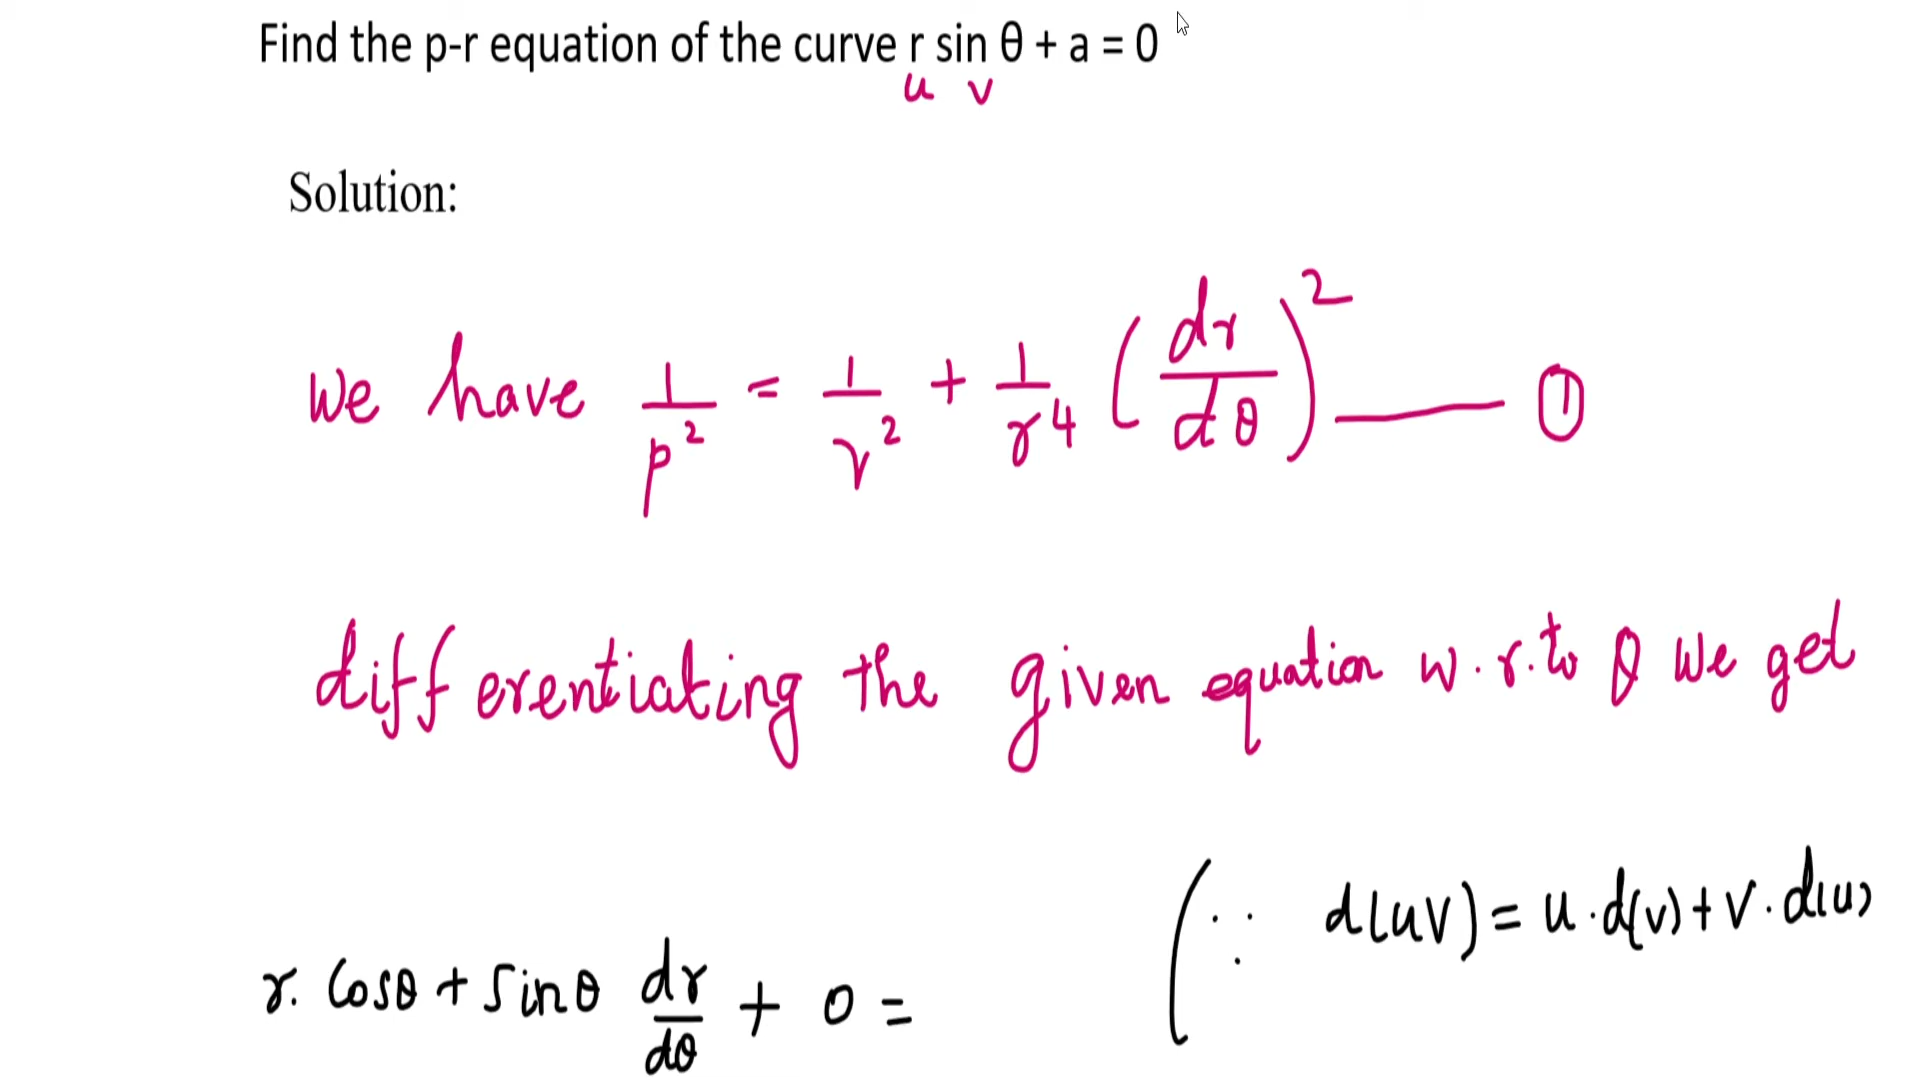 Find the p-r equation of the curve r sin θ + a = 0
u v
Solution:
We have 1/p² = 1/r² + 1/r⁴ (dr/dθ)² —— ①
differentiating the given equation w.r.to θ we get
(∵ d(uv) = u·d(v) + v·d(u)
r. cosθ + sinθ dr/dθ + 0 =